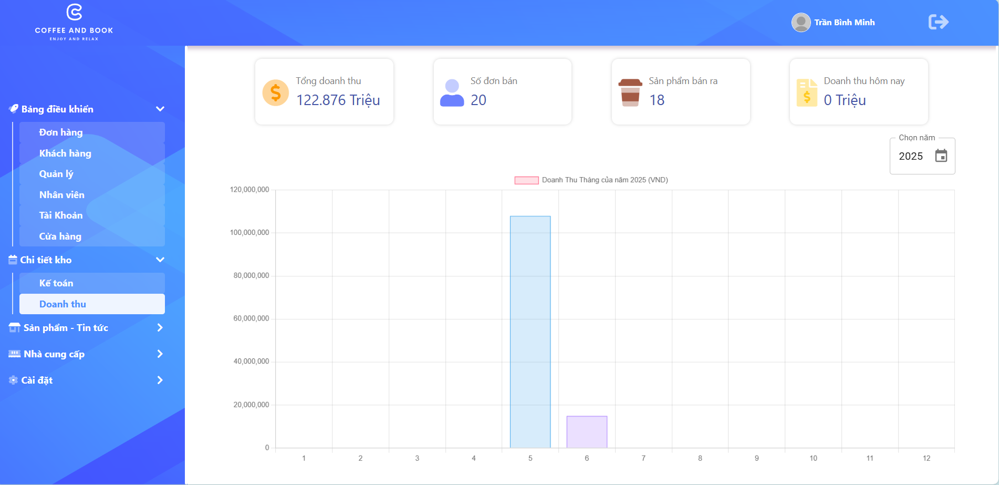 COFFEE AND BOOK
ENJOY AND RELAX
Trần Bình Minh
Bảng điều khiển
Đơn hàng
Khách hàng
Quản lý
Nhân viên
Tài Khoản
Cửa hàng
Chi tiết kho
Kế toán
Doanh thu
Sản phẩm - Tin tức
Nhà cung cấp
Cài đặt
Tổng doanh thu
122.876 Triệu
Số đơn bán
20
Sản phẩm bán ra
18
Doanh thu hôm nay
0 Triệu
Chọn năm
2025
Doanh Thu Tháng của năm 2025 (VND)
120,000,000
100,000,000
80,000,000
60,000,000
40,000,000
20,000,000
0
1 2 3 4 5 6 7 8 9 10 11 12